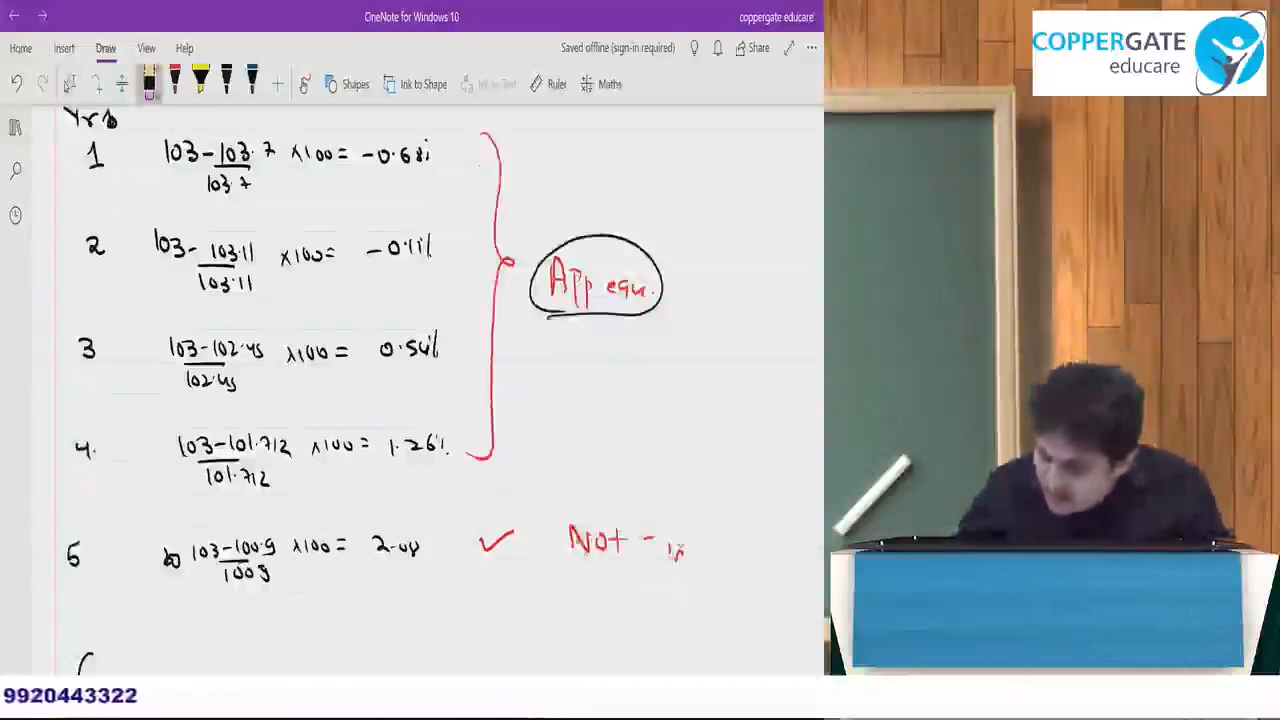 OneNote for Windows 10
coppergate educare
Home Insert Draw View Help
Saved offline (sign-in required)
Share
Shapes
Ink to Shape
Ink to Text
Ruler
Maths
COPPERGATE
educare
Yrs
1 103-103.7 x100= -0.68%
103.7
2 103-103.11 x100= -0.11%
103.11
App equ.
3 103-102.45 x100= 0.54%
102.45
4. 103-101.712 x100= 1.26%.
101.712
5 103-100.9 x100= 2.08 Not -
100.9
9920443322